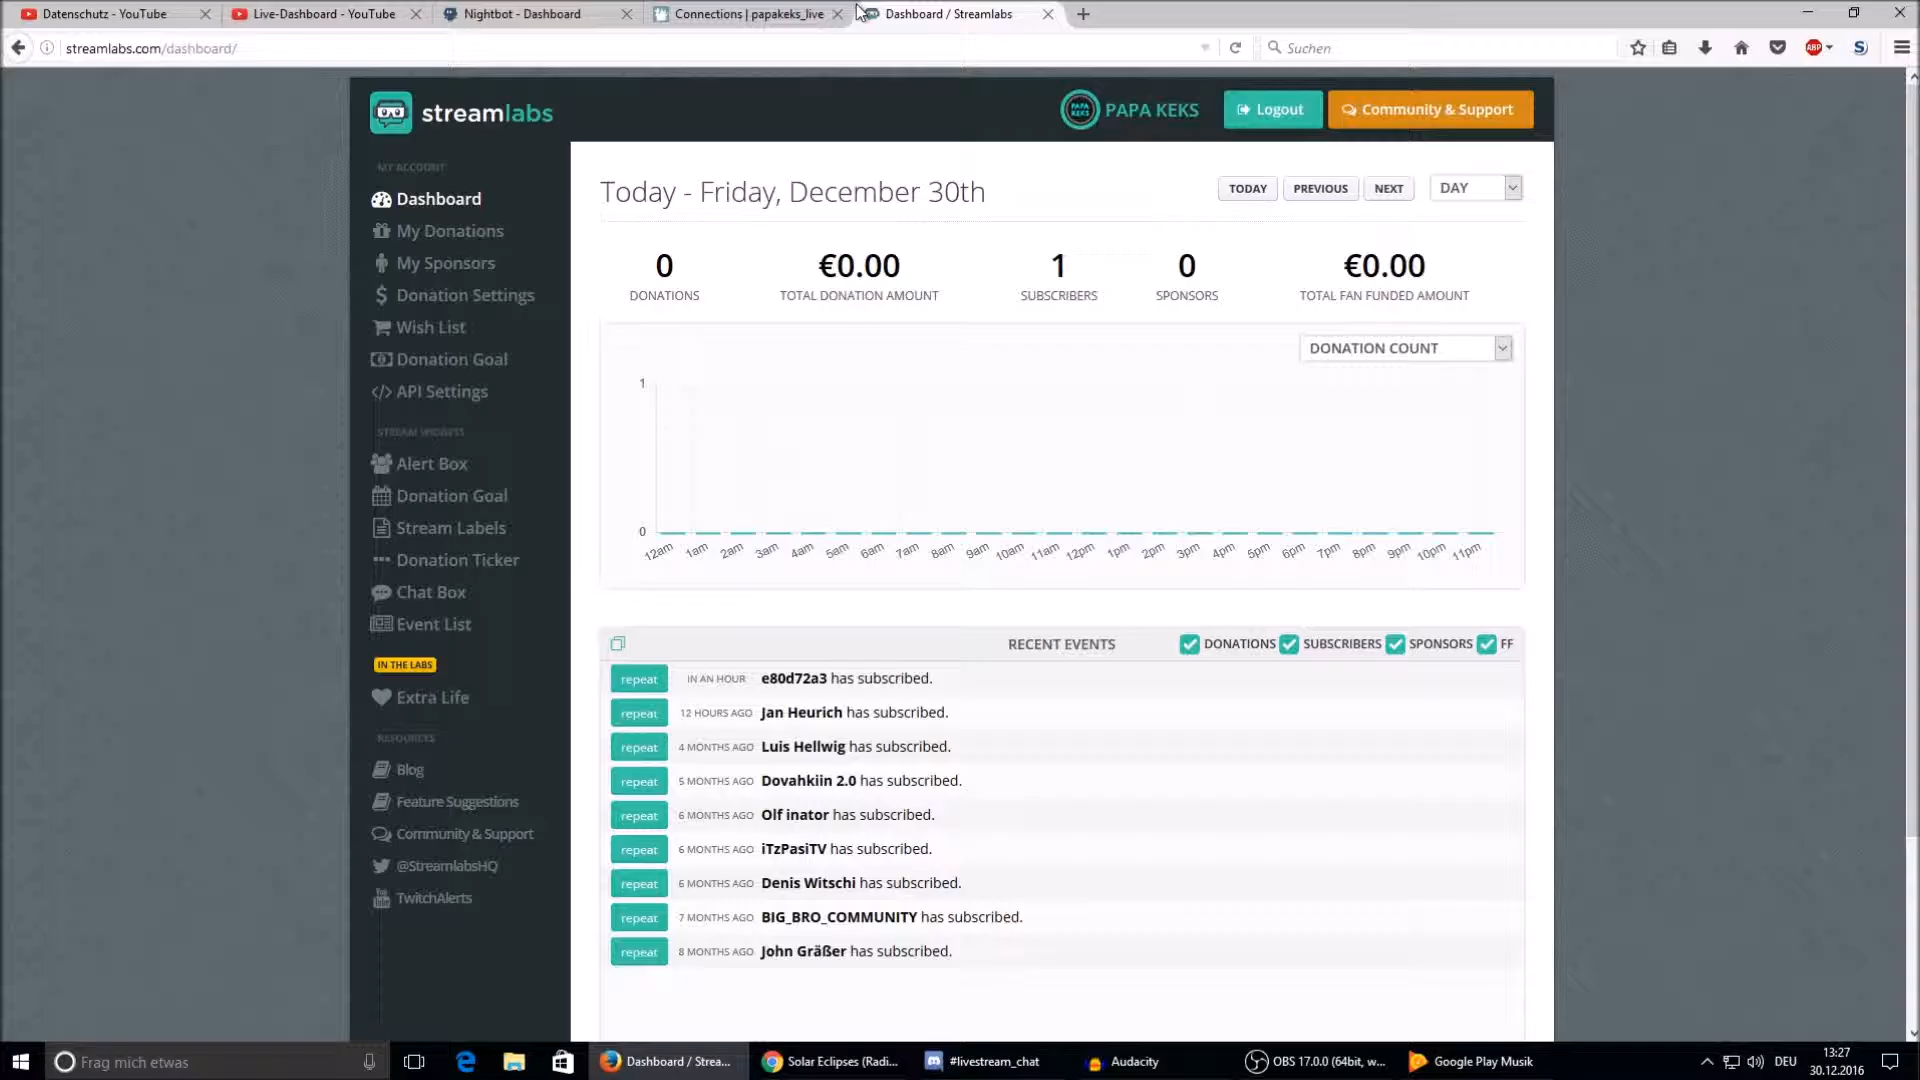 Datenschutz - YouTube
Live-Dashboard - YouTube
Nightbot - Dashboard
Connections | papakeks_live
Dashboard / Streamlabs
streamlabs.com/dashboard/
Suchen
ABP
streamlabs
PAPA KEKS
PAPA KEKS
Logout
Community & Support
MY ACCOUNT
Dashboard
My Donations
My Sponsors
Donation Settings
Wish List
Donation Goal
API Settings
STREAM WIDGETS
Alert Box
Donation Goal
Stream Labels
Donation Ticker
Chat Box
Event List
IN THE LABS
Extra Life
RESOURCES
Blog
Feature Suggestions
Community & Support
@StreamlabsHQ
TwitchAlerts
Today - Friday, December 30th
TODAY
PREVIOUS
NEXT
DAY
0
DONATIONS
€0.00
TOTAL DONATION AMOUNT
1
SUBSCRIBERS
0
SPONSORS
€0.00
TOTAL FAN FUNDED AMOUNT
DONATION COUNT
1
0
12am 1am 2am 3am 4am 5am 6am 7am 8am 9am 10am 11am 12pm 1pm 2pm 3pm 4pm 5pm 6pm 7pm 8pm 9pm 10pm 11pm
RECENT EVENTS
DONATIONS
SUBSCRIBERS
SPONSORS
FF
repeat IN AN HOUR e80d72a3 has subscribed.
repeat 12 HOURS AGO Jan Heurich has subscribed.
repeat 4 MONTHS AGO Luis Hellwig has subscribed.
repeat 5 MONTHS AGO Dovahkiin 2.0 has subscribed.
repeat 6 MONTHS AGO Olf inator has subscribed.
repeat 6 MONTHS AGO iTzPasiTV has subscribed.
repeat 6 MONTHS AGO Denis Witschi has subscribed.
repeat 7 MONTHS AGO BIG_BRO_COMMUNITY has subscribed.
repeat 8 MONTHS AGO John Gräßer has subscribed.
Frag mich etwas
Dashboard / Strea...
Solar Eclipses (Radi...
#livestream_chat
Audacity
OBS 17.0.0 (64bit, w...
Google Play Musik
DEU
13:27
30.12.2016